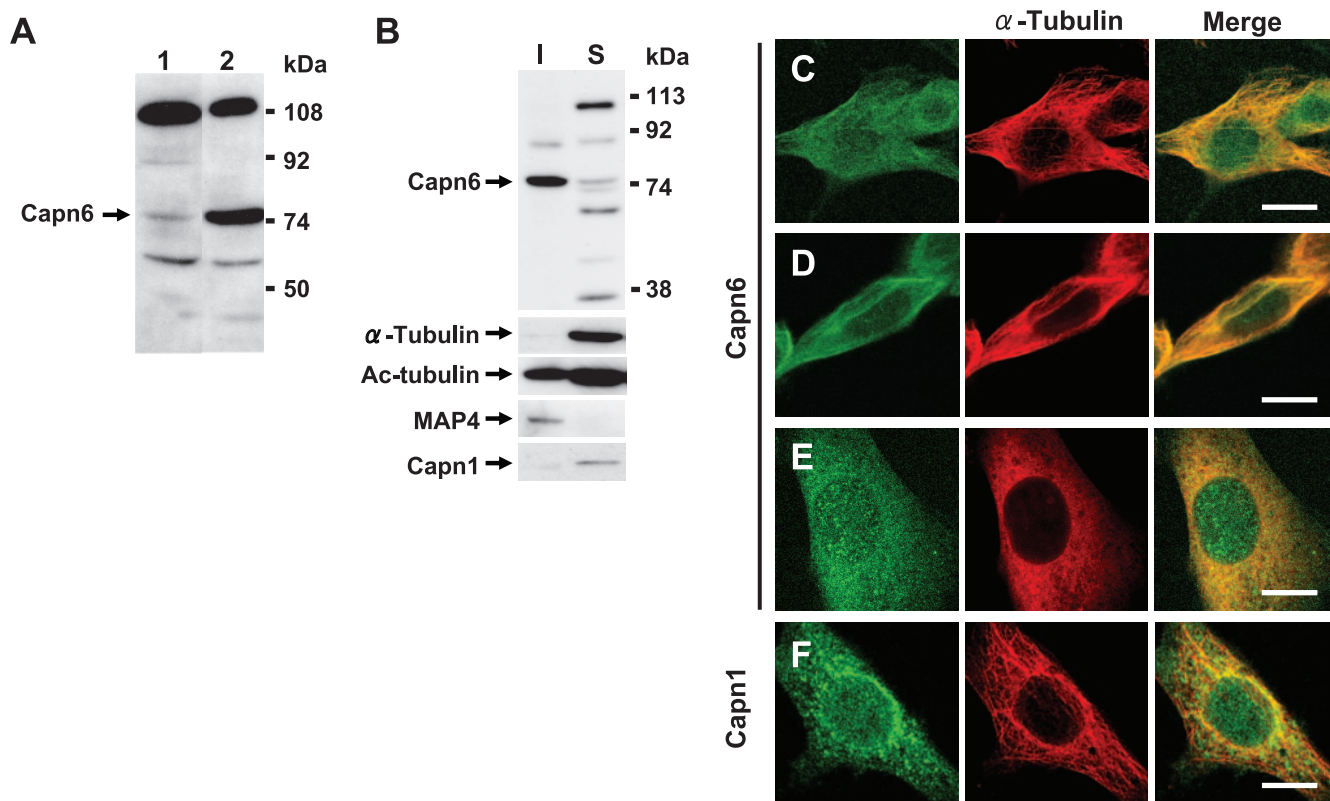 A
1 2 kDa
108
92
Capn6
74
50
B
I S kDa
113
92
Capn6
74
38
α-Tubulin
Ac-tubulin
MAP4
Capn1
α-Tubulin Merge
Capn6
C
D
E
Capn1
F